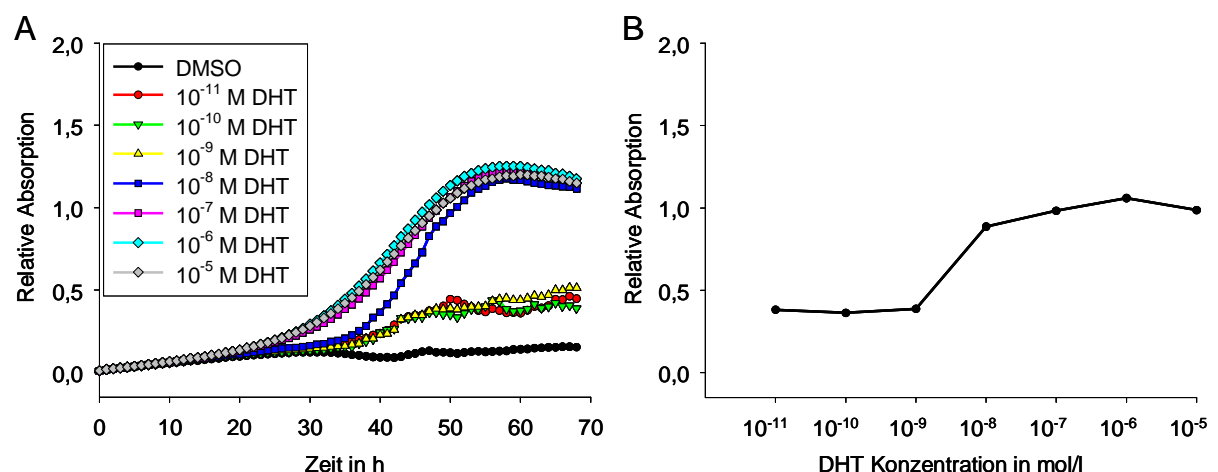 A
2,0
1,5
1,0
0,5
0,0
Relative Absorption
DMSO
10⁻¹¹ M DHT
10⁻¹⁰ M DHT
10⁻⁹ M DHT
10⁻⁸ M DHT
10⁻⁷ M DHT
10⁻⁶ M DHT
10⁻⁵ M DHT
0 10 20 30 40 50 60 70
Zeit in h
B
2,0
1,5
1,0
0,5
0,0
Relative Absorption
10⁻¹¹ 10⁻¹⁰ 10⁻⁹ 10⁻⁸ 10⁻⁷ 10⁻⁶ 10⁻⁵
DHT Konzentration in mol/l